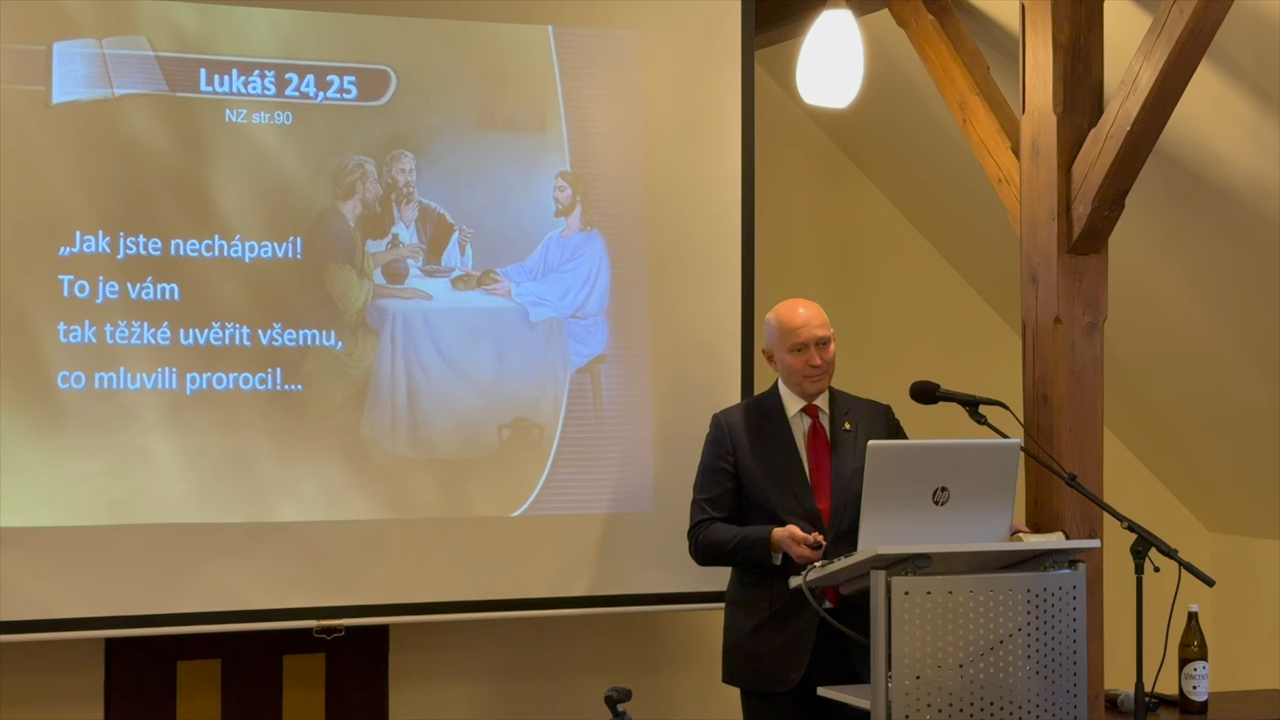 Lukáš 24,25
NZ str.90
„Jak jste nechápaví!
To je vám
tak těžké uvěřit všemu,
co mluvili proroci!...
hp